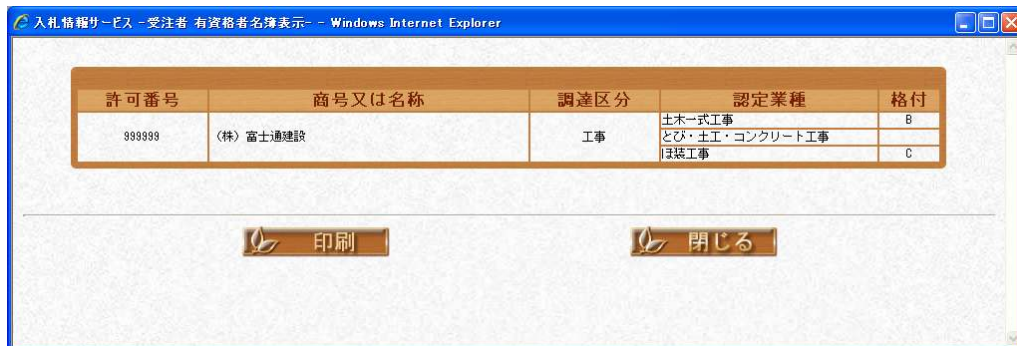 入札情報サービス -受注者 有資格者名簿表示- - Windows Internet Explorer
許可番号 商号又は名称 調達区分 認定業種 格付
999999 (株) 富士通建設 工事 土木一式工事 B
とび・土工・コンクリート工事
ほ装工事 C
印刷 閉じる